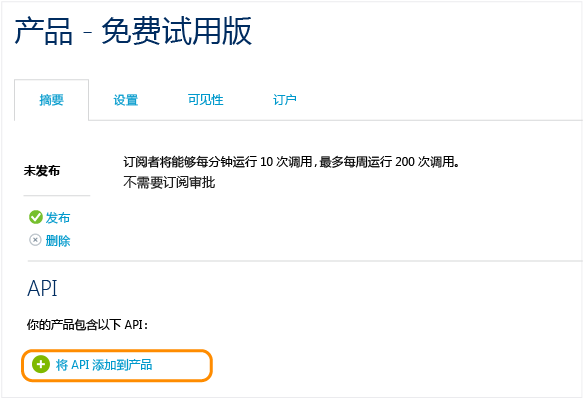 产品 - 免费试用版
摘要 设置 可见性 订户
未发布
订阅者将能够每分钟运行 10 次调用,最多每周运行 200 次调用。
不需要订阅审批
发布
删除
API
你的产品包含以下 API:
将 API 添加到产品